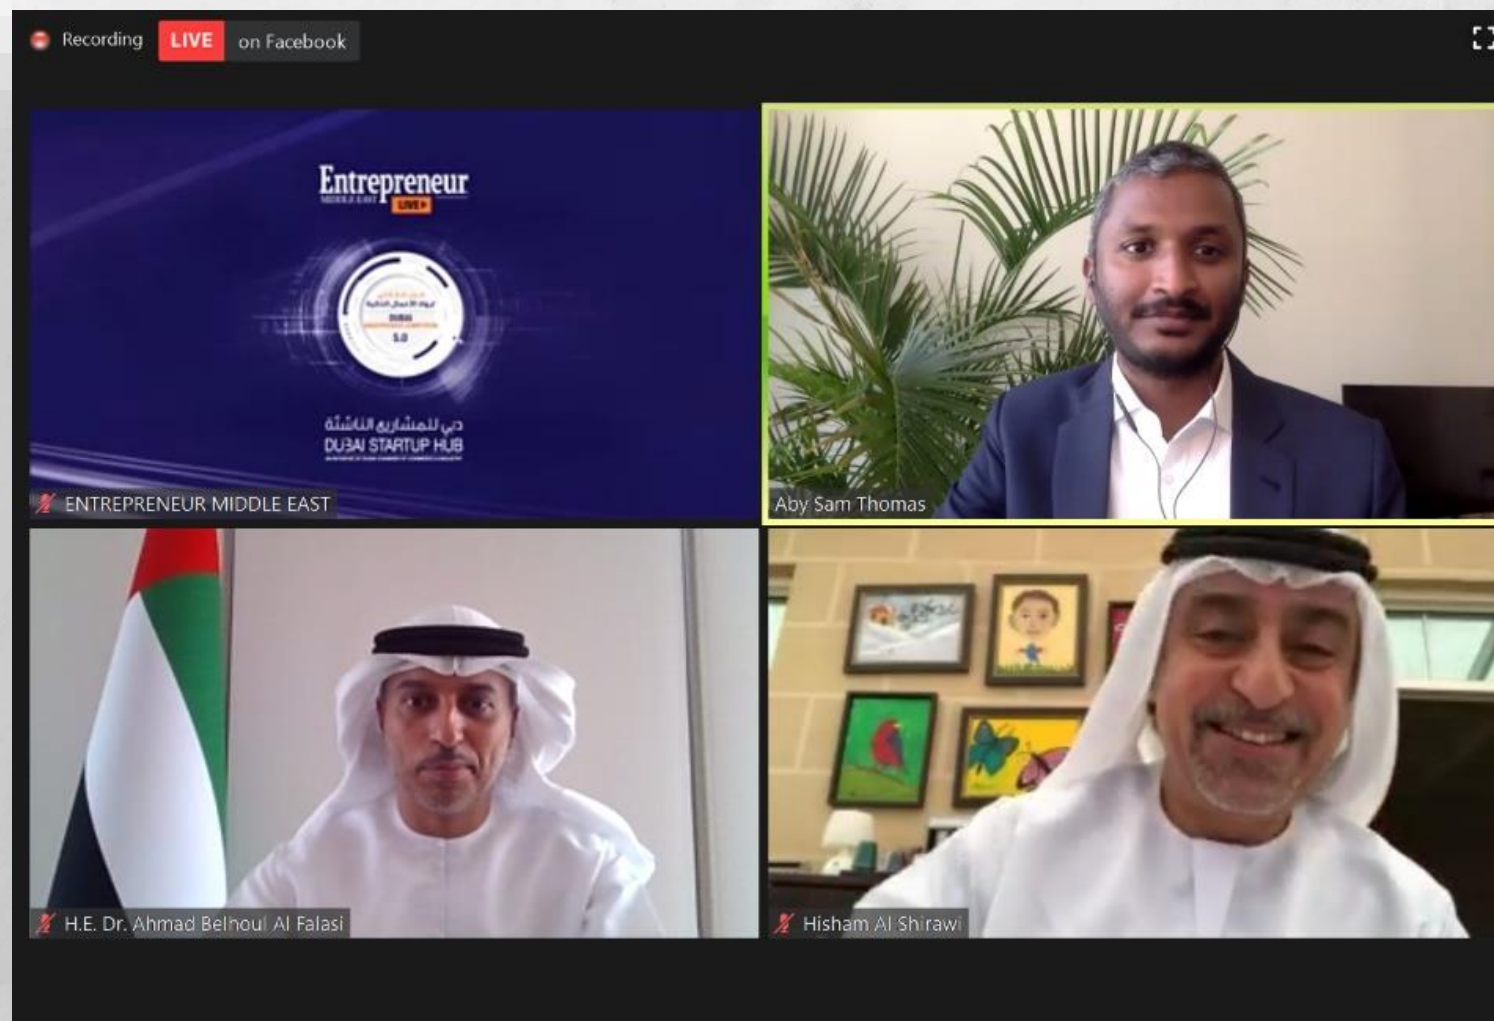 Recording
LIVE on Facebook
Entrepreneur
MIDDLE EAST
LIVE
DUBAI
5.0
دبي للمشاريع الناشئة
DUBAI STARTUP HUB
ENTREPRENEUR MIDDLE EAST
Aby Sam Thomas
H.E. Dr. Ahmad Belhoul Al Falasi
Hisham Al Shirawi